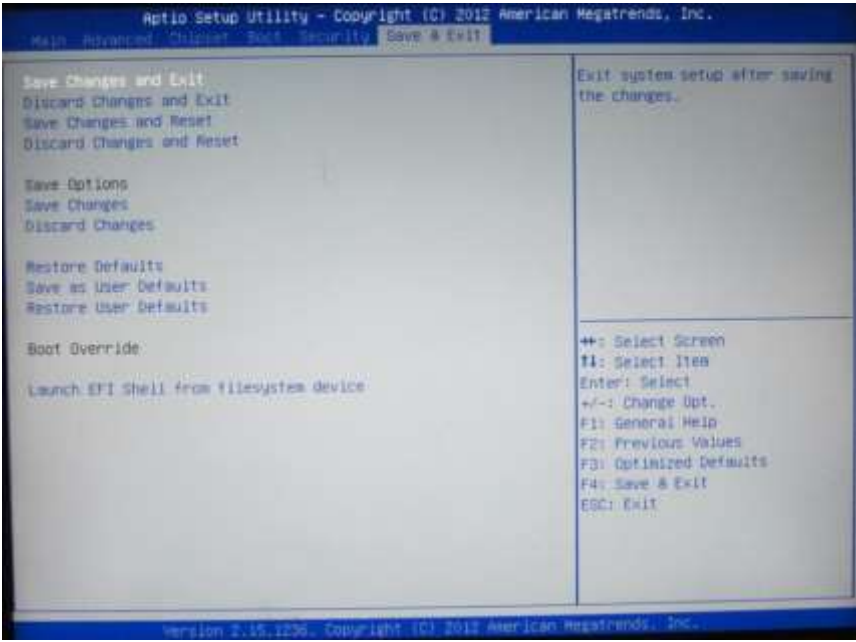 Aptio Setup Utility - Copyright (C) 2012 American Megatrends, Inc.
Main Advanced Chipset Boot Security Save & Exit
Save Changes and Exit
Discard Changes and Exit
Save Changes and Reset
Discard Changes and Reset
Save Options
Save Changes
Discard Changes
Restore Defaults
Save as User Defaults
Restore User Defaults
Boot Override
Launch EFI Shell from filesystem device
Exit system setup after saving
the changes.
→←: Select Screen
↑↓: Select Item
Enter: Select
+/-: Change Opt.
F1: General Help
F2: Previous Values
F3: Optimized Defaults
F4: Save & Exit
ESC: Exit
Version 2.15.1236. Copyright (C) 2012 American Megatrends, Inc.